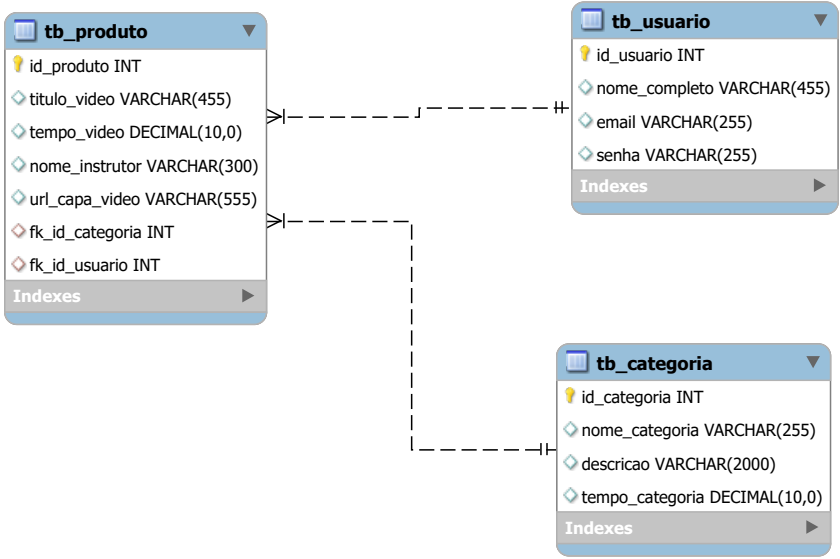 tb_produto
id_produto INT
titulo_video VARCHAR(455)
tempo_video DECIMAL(10,0)
nome_instrutor VARCHAR(300)
url_capa_video VARCHAR(555)
fk_id_categoria INT
fk_id_usuario INT
Indexes
tb_usuario
id_usuario INT
nome_completo VARCHAR(455)
email VARCHAR(255)
senha VARCHAR(255)
Indexes
tb_categoria
id_categoria INT
nome_categoria VARCHAR(255)
descricao VARCHAR(2000)
tempo_categoria DECIMAL(10,0)
Indexes